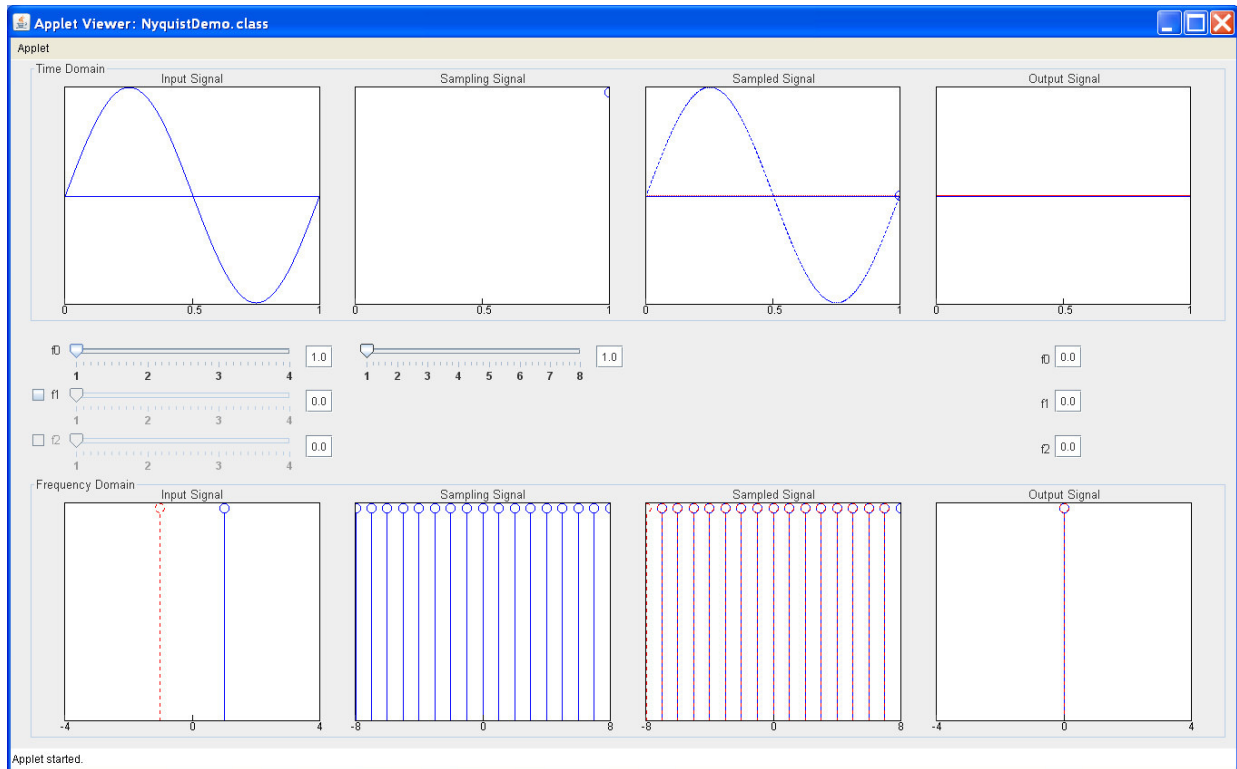 Applet Viewer: NyquistDemo.class
Applet
Time Domain
Input Signal Sampling Signal Sampled Signal Output Signal
0 0.5 1 0 0.5 1 0 0.5 1 0 0.5 1
f0 1.0 1.0 f0 0.0
1 2 3 4 1 2 3 4 5 6 7 8
f1 0.0 f1 0.0
1 2 3 4
f2 0.0 f2 0.0
1 2 3 4
Frequency Domain
Input Signal Sampling Signal Sampled Signal Output Signal
-4 0 4 -8 0 8 -8 0 8 -4 0 4
Applet started.